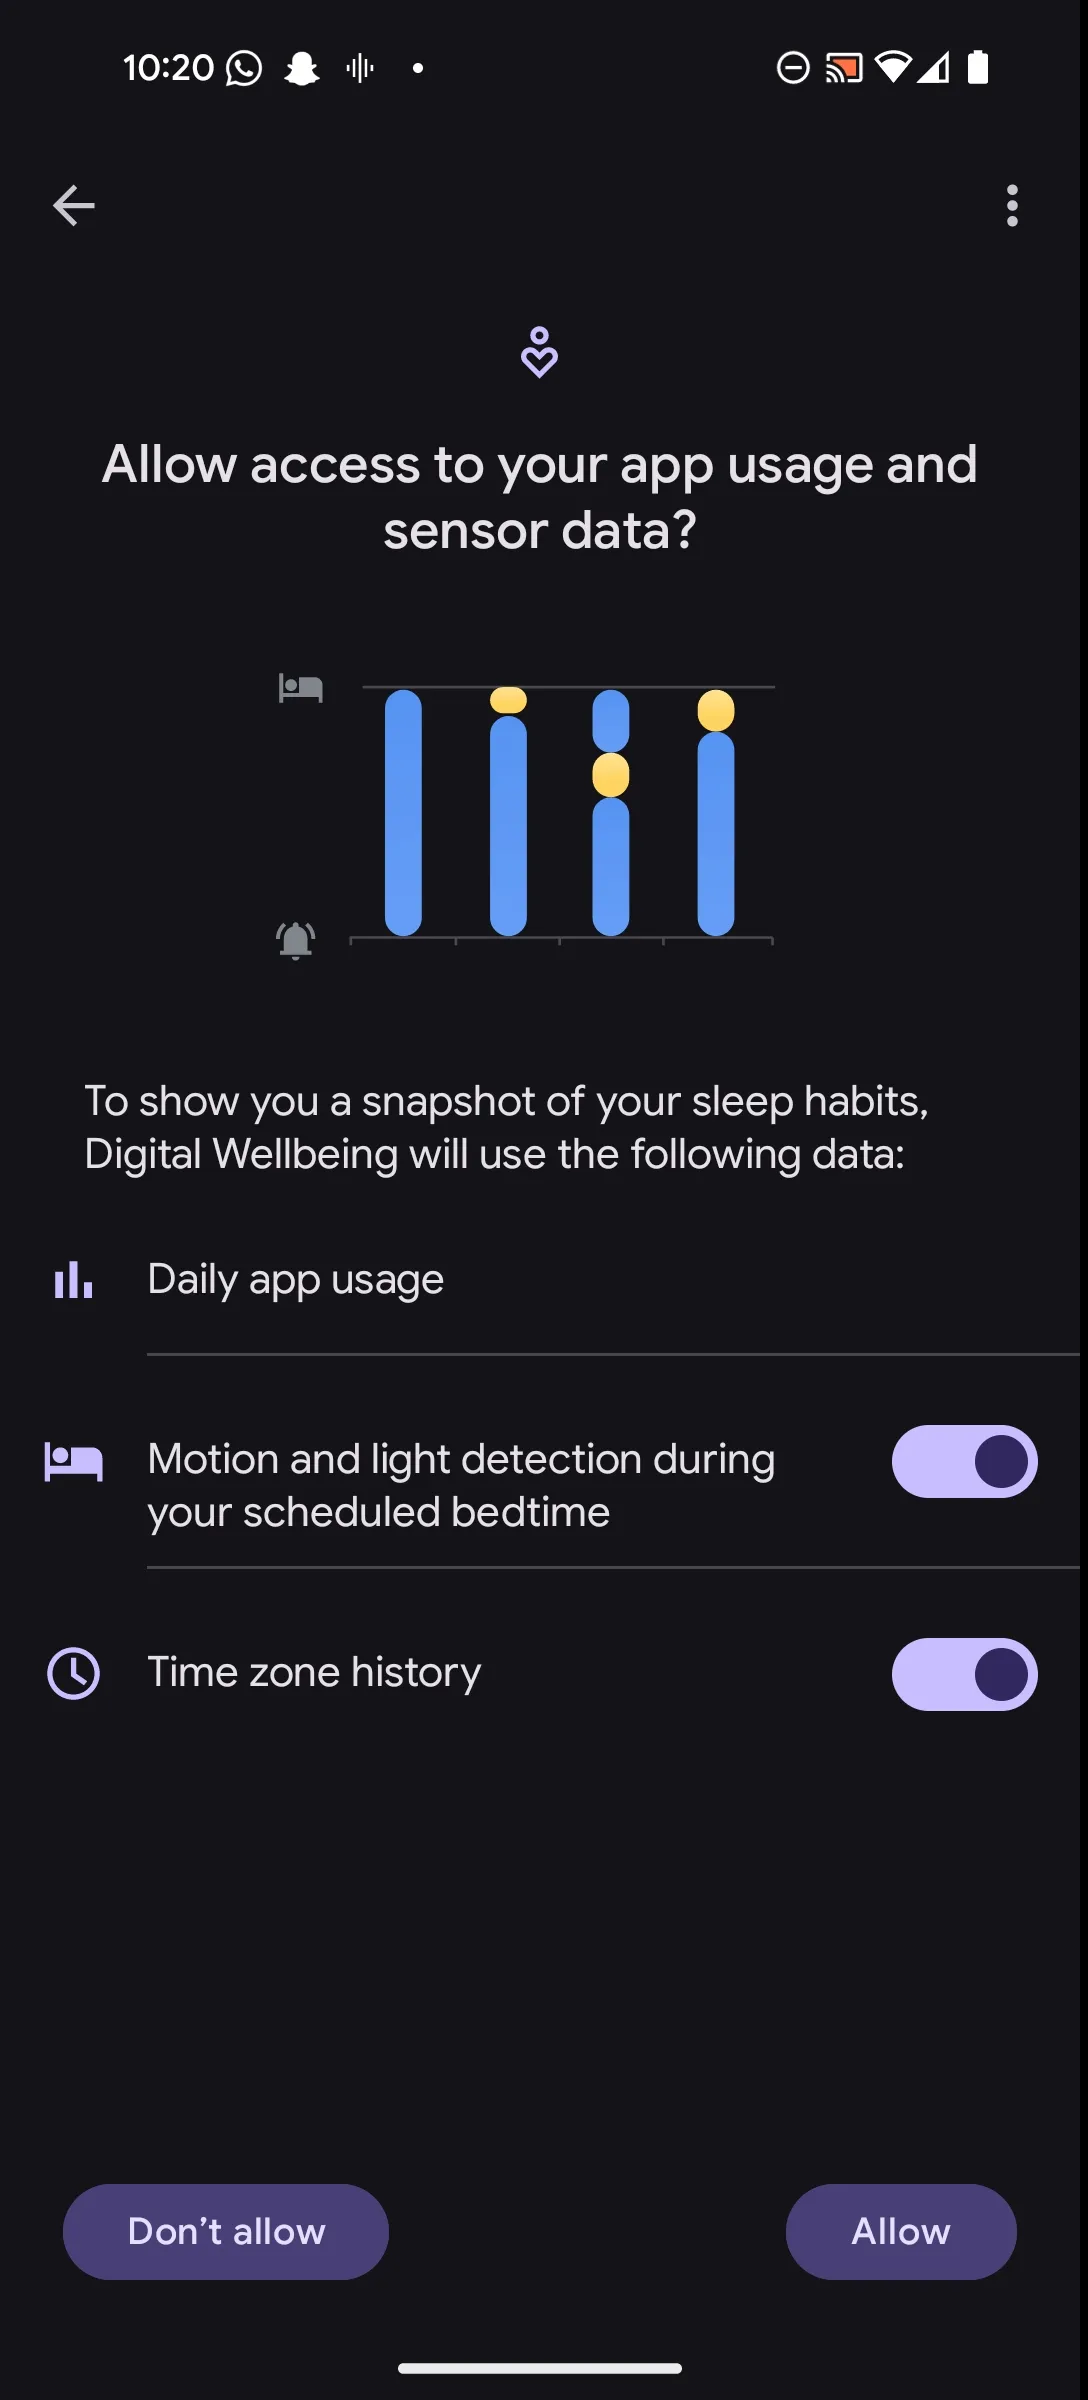 10:20
Allow access to your app usage and
sensor data?
To show you a snapshot of your sleep habits,
Digital Wellbeing will use the following data:
Daily app usage
Motion and light detection during
your scheduled bedtime
Time zone history
Don’t allow
Allow